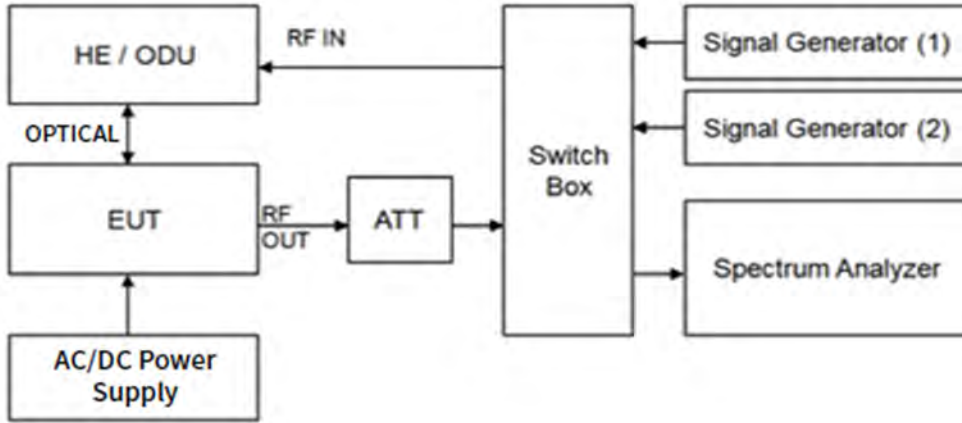 HE / ODU
RF IN
Signal Generator (1)
OPTICAL
Signal Generator (2)
Switch
Box
EUT
RF
OUT
ATT
Spectrum Analyzer
AC/DC Power
Supply